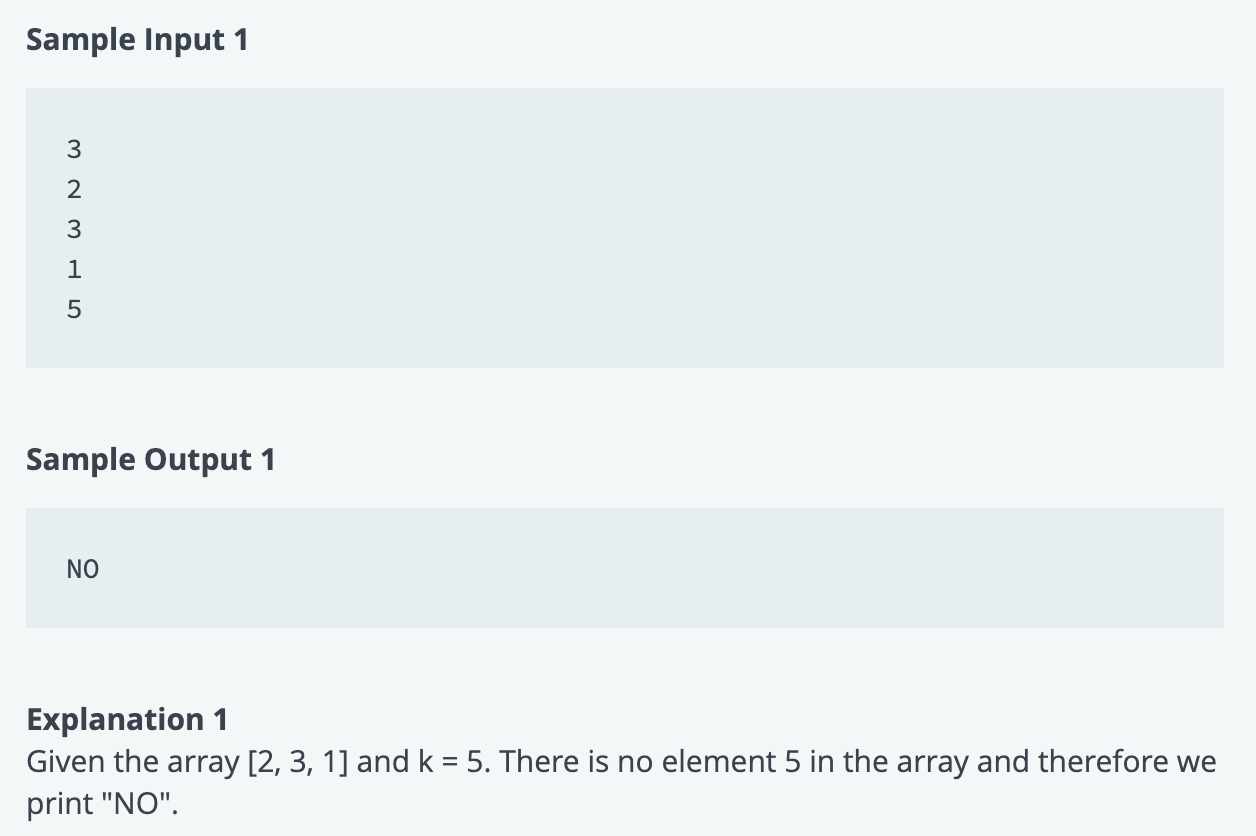 Sample Input 1
3
2
3
1
5
Sample Output 1
NO
Explanation 1
Given the array [2, 3, 1] and k = 5. There is no element 5 in the array and therefore we
print "NO".